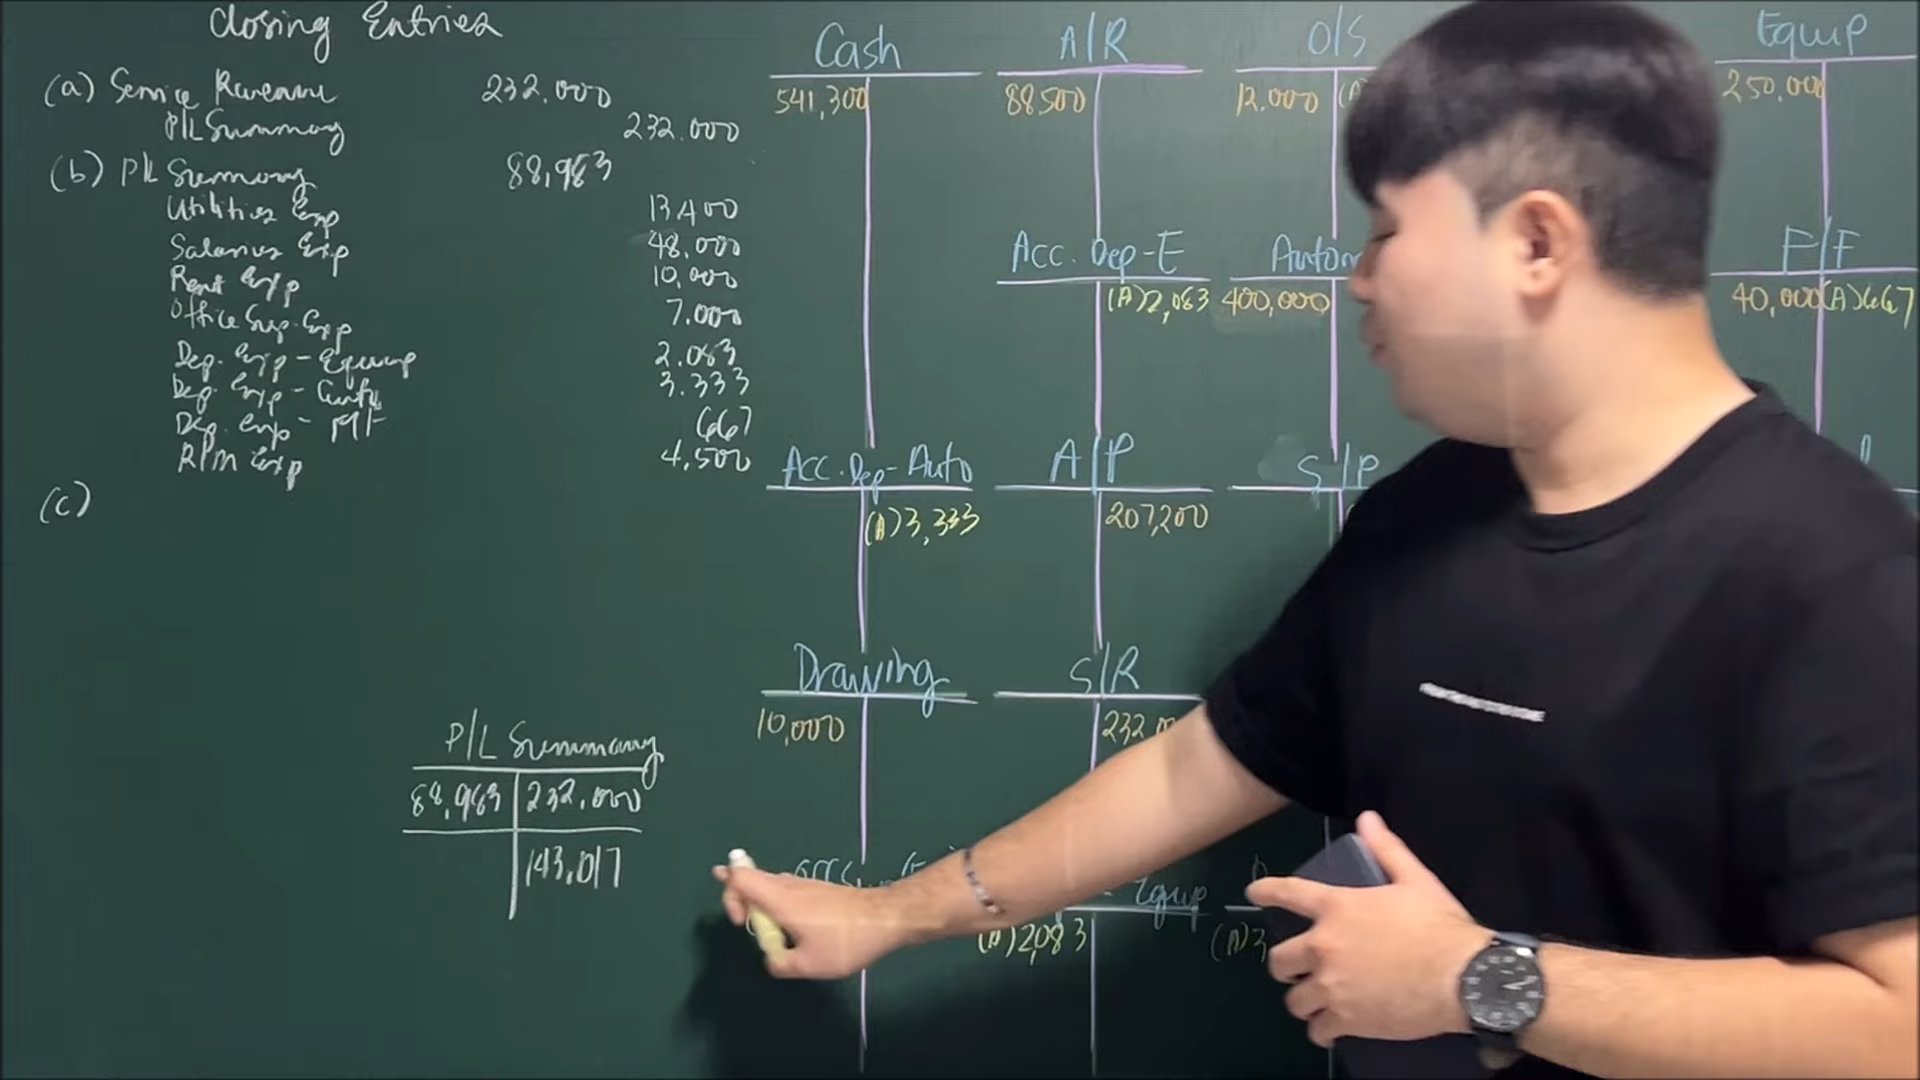 Closing Entries
(a) Service Revenue 232.000
P/L Summary 232.000
(b) P/L Summary 88,983
Utilities Exp 13,400
Salaries Exp 48.000
Rent Exp 10,000
Office Sup. Exp 7.000
Dep. Exp - Equip 2.083
Dep. Exp - 3.333
Dep. Exp - F/F 667
R/M Exp 4,500
(c)
P/L Summary
88,983 232.000
143,017
Cash A/R O/S Equip
541,300 88,500 12.000 250,000
Acc. Dep-E F/F
(A)2,083 400,000 40,000 (A)667
Acc. Dep-Auto A/P S/P
(A)3,333 207,200
Drawing S/R
10,000
Equip
(A)2,083